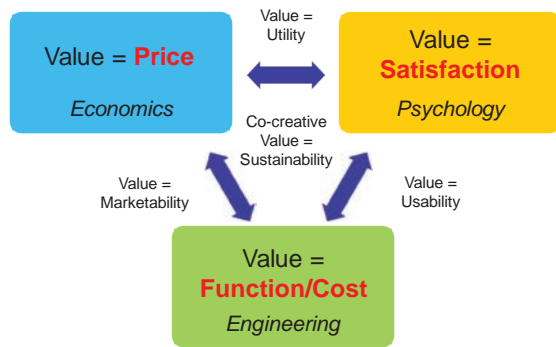 Value = Price
Economics
Value =
Utility
Value =
Satisfaction
Psychology
Co-creative
Value =
Sustainability
Value =
Marketability
Value =
Usability
Value =
Function/Cost
Engineering